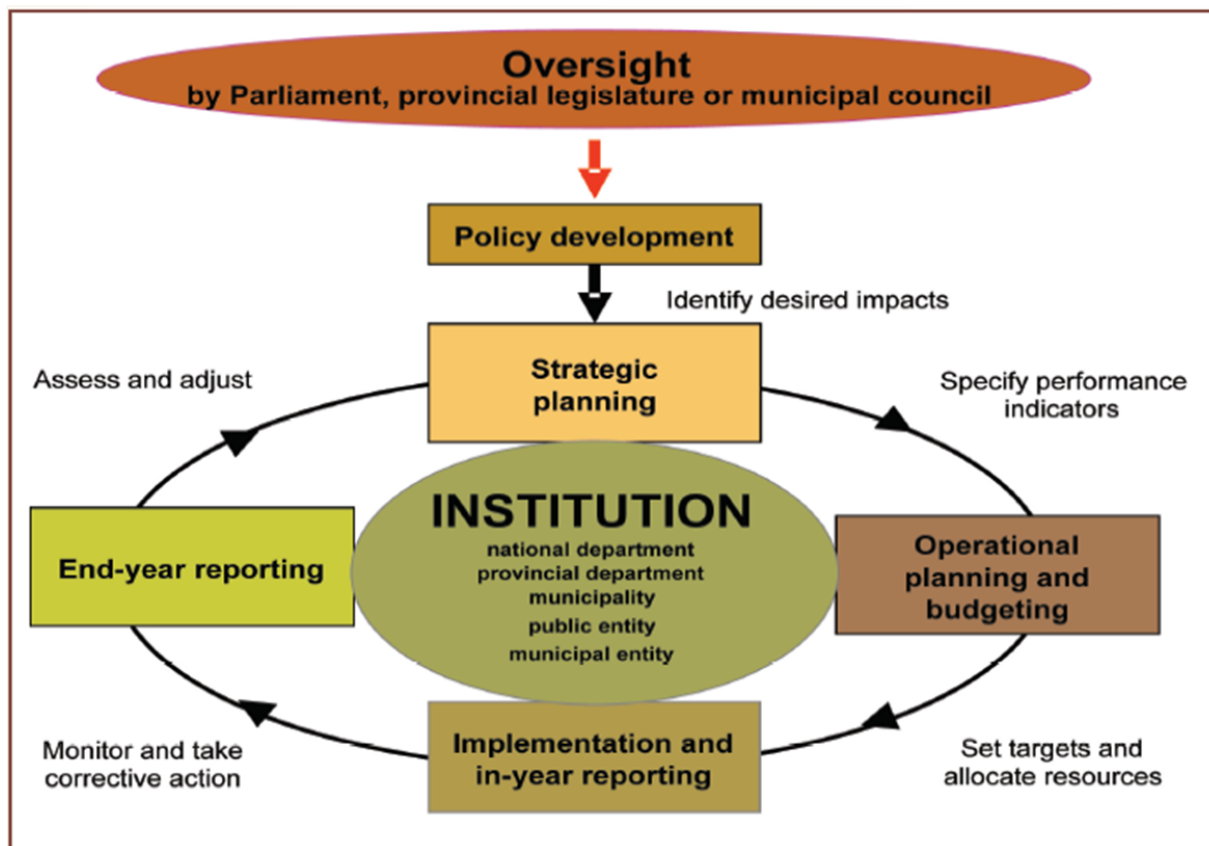 Oversight
by Parliament, provincial legislature or municipal council
Policy development
Identify desired impacts
Strategic
planning
Assess and adjust
Specify performance
indicators
INSTITUTION
national department
provincial department
municipality
public entity
municipal entity
End-year reporting
Operational
planning and
budgeting
Implementation and
in-year reporting
Monitor and take
corrective action
Set targets and
allocate resources